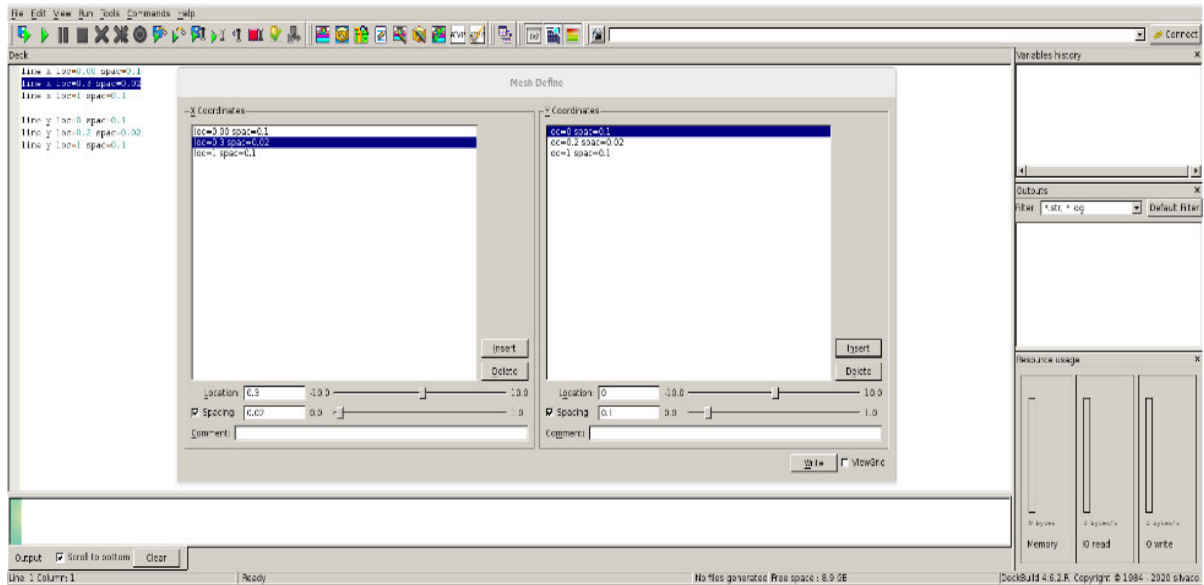 File Edit View Run Tools Commands Help
Connect
Deck
line x loc=0.00 spac=0.1
line x loc=0.3 spac=0.02
line x loc=1 spac=0.1
line y loc=0 spac=0.1
line y loc=0.2 spac=0.02
line y loc=1 spac=0.1
Mesh Define
X Coordinates
loc=0.00 spac=0.1
loc=0.3 spac=0.02
loc=1 spac=0.1
Insert
Delete
Location: 0.3 -10.0 10.0
Spacing 0.02 0.0 1.0
Comment:
Y Coordinates
oc=0 spac=0.1
oc=0.2 spac=0.02
oc=1 spac=0.1
Insert
Delete
Location: 0 -10.0 10.0
Spacing 0.1 0.0 1.0
Comment:
Write ViewGrid
Variables history x
Outputs x
Filter *.str, *.log Default Filter
Resource usage x
0 bytes
Memory IO read IO write
Output Scroll to bottom Clear
Line: 1 Column: 1 Ready No files generated Free space : 8.9 GB DeckBuild 4.6.2.R Copyright © 1984 - 2020 silvaco